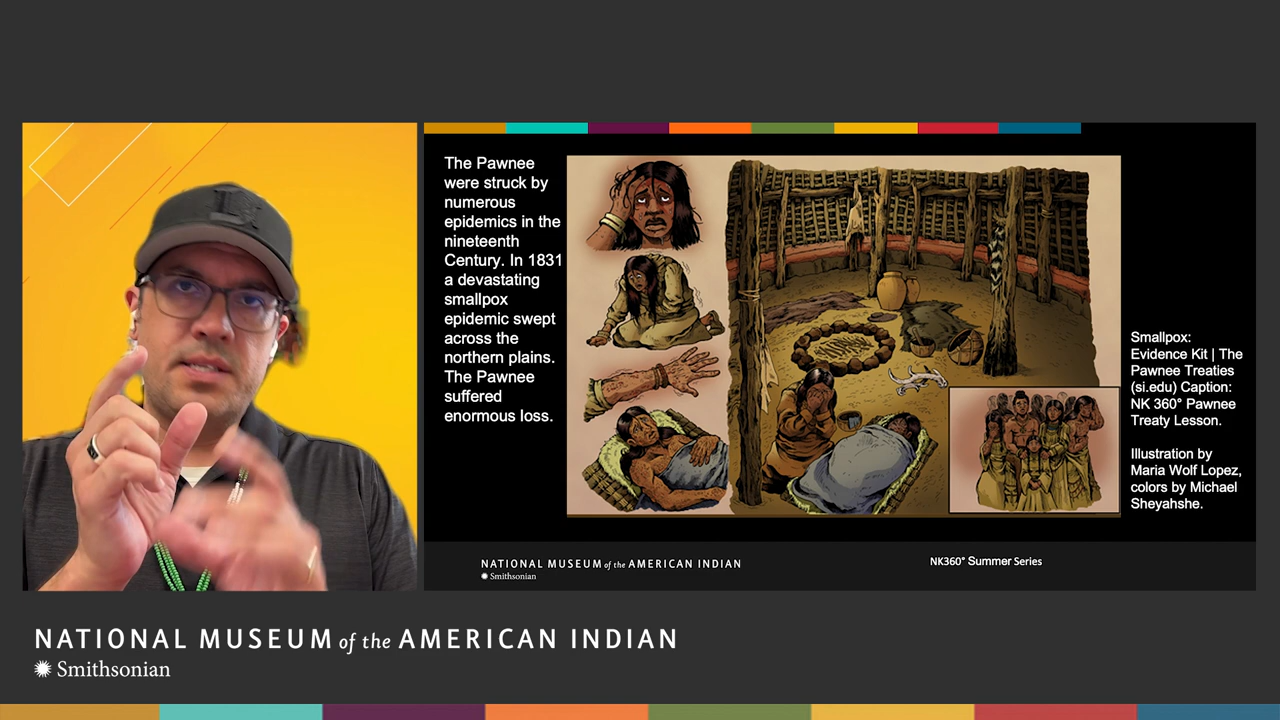 The Pawnee
were struck by
numerous
epidemics in the
nineteenth
Century. In 1831
a devastating
smallpox
epidemic swept
across the
northern plains.
The Pawnee
suffered
enormous loss.
Smallpox:
Evidence Kit | The
Pawnee Treaties
(si.edu) Caption:
NK 360° Pawnee
Treaty Lesson.
Illustration by
Maria Wolf Lopez,
colors by Michael
Sheyahshe.
NATIONAL MUSEUM of the AMERICAN INDIAN
Smithsonian
NK360° Summer Series
NATIONAL MUSEUM of the AMERICAN INDIAN
Smithsonian